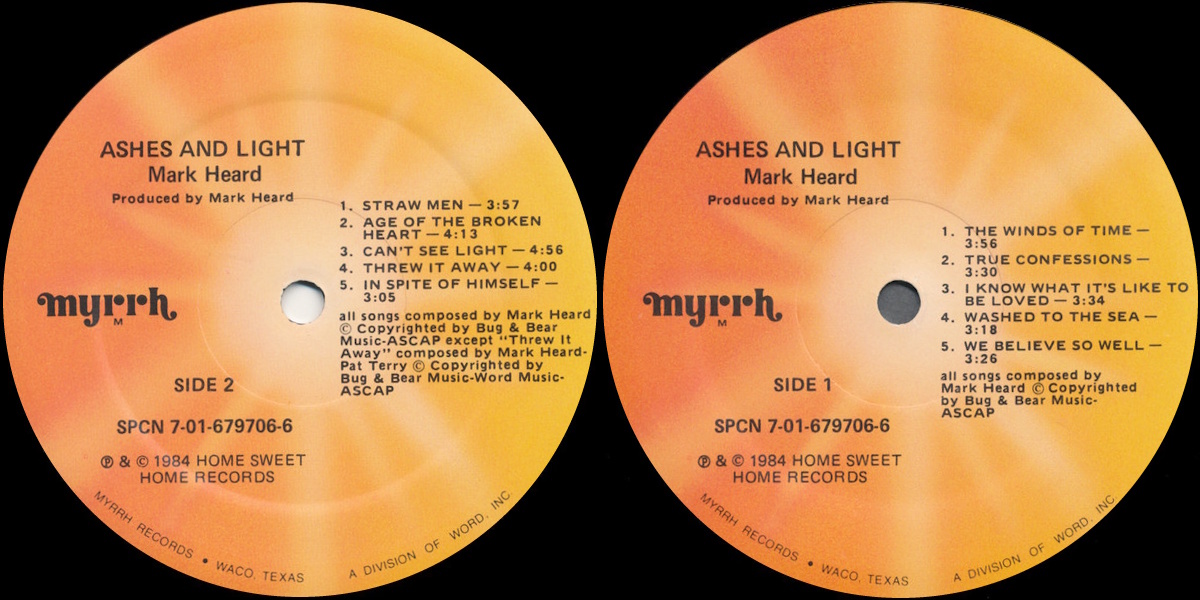 ASHES AND LIGHT
Mark Heard
Produced by Mark Heard
1. STRAW MEN — 3:57
2. AGE OF THE BROKEN
HEART — 4:13
3. CAN'T SEE LIGHT — 4:56
4. THREW IT AWAY — 4:00
5. IN SPITE OF HIMSELF —
3:05
all songs composed by Mark Heard
© Copyrighted by Bug & Bear
Music-ASCAP except "Threw It
Away" composed by Mark Heard-
Pat Terry © Copyrighted by
Bug & Bear Music-Word Music-
ASCAP
myrrh
M
SIDE 2
SPCN 7-01-679706-6
℗ & © 1984 HOME SWEET
HOME RECORDS
MYRRH RECORDS • WACO, TEXAS
A DIVISION OF WORD, INC
ASHES AND LIGHT
Mark Heard
Produced by Mark Heard
1. THE WINDS OF TIME —
3:56
2. TRUE CONFESSIONS —
3:30
3. I KNOW WHAT IT'S LIKE TO
BE LOVED — 3:34
4. WASHED TO THE SEA —
3:18
5. WE BELIEVE SO WELL —
3:26
all songs composed by
Mark Heard © Copyrighted
by Bug & Bear Music-
ASCAP
myrrh
M
SIDE 1
SPCN 7-01-679706-6
℗ & © 1984 HOME SWEET
HOME RECORDS
MYRRH RECORDS • WACO, TEXAS
A DIVISION OF WORD, INC